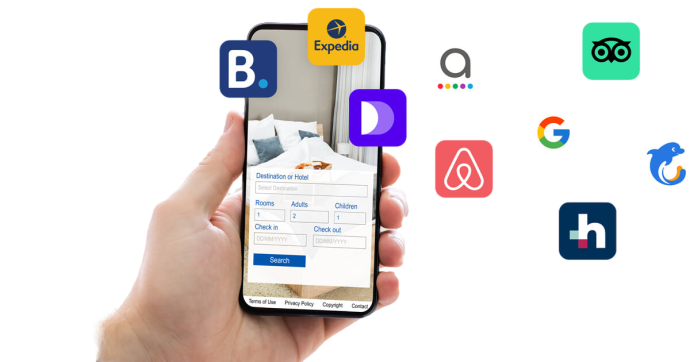 Expedia
B.
a
G
h
Destination or Hotel
Select Destination
Rooms Adults Children
1 2 1
Check in Check out
DD/MM/YYYY DD/MM/YYYY
Search
Terms of Use Privacy Policy Copyright Contact